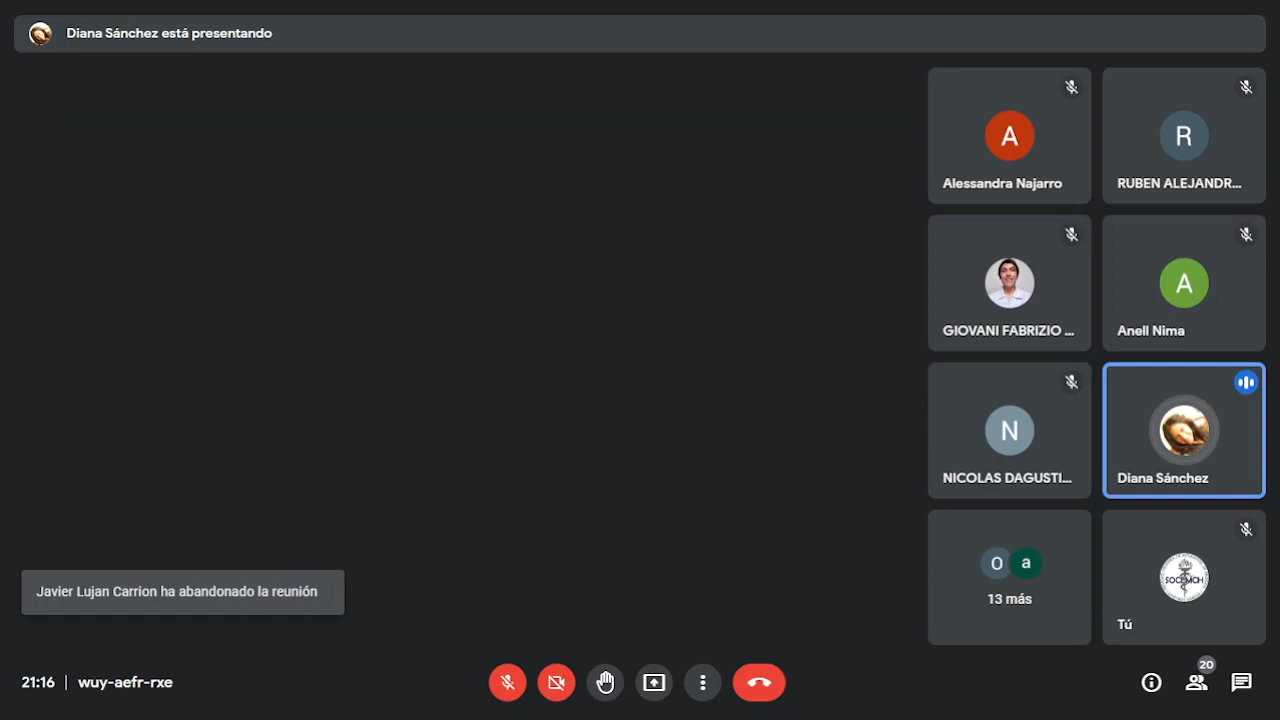 Diana Sánchez está presentando
A
Alessandra Najarro
R
RUBEN ALEJANDR...
GIOVANI FABRIZIO ...
A
Anell Nima
N
NICOLAS DAGUSTI...
Diana Sánchez
O a
13 más
SOCEMCH
Tú
Javier Lujan Carrion ha abandonado la reunión
21:16 | wuy-aefr-rxe
20